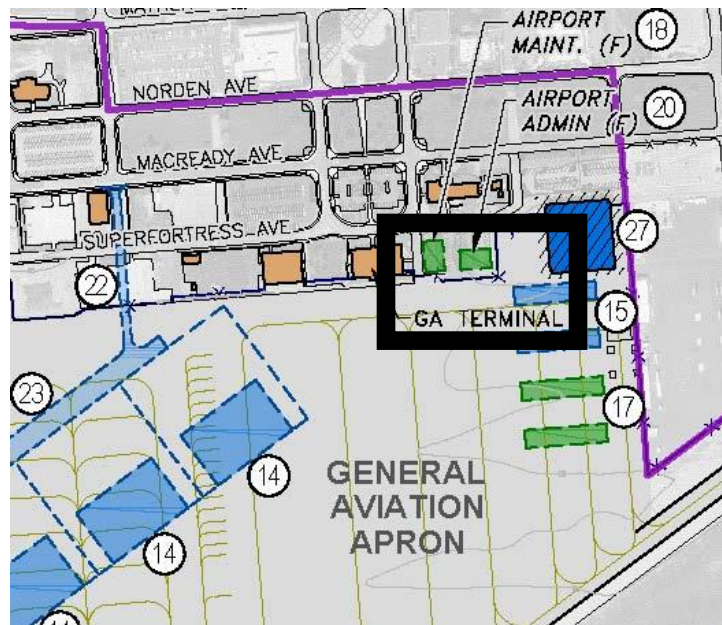 AIRPORT
MAINT. (F)
18
NORDEN AVE
AIRPORT
ADMIN (F)
20
MACREADY AVE
SUPERFORTRESS AVE
27
22
GA TERMINAL
15
23
17
14
GENERAL
AVIATION
APRON
14